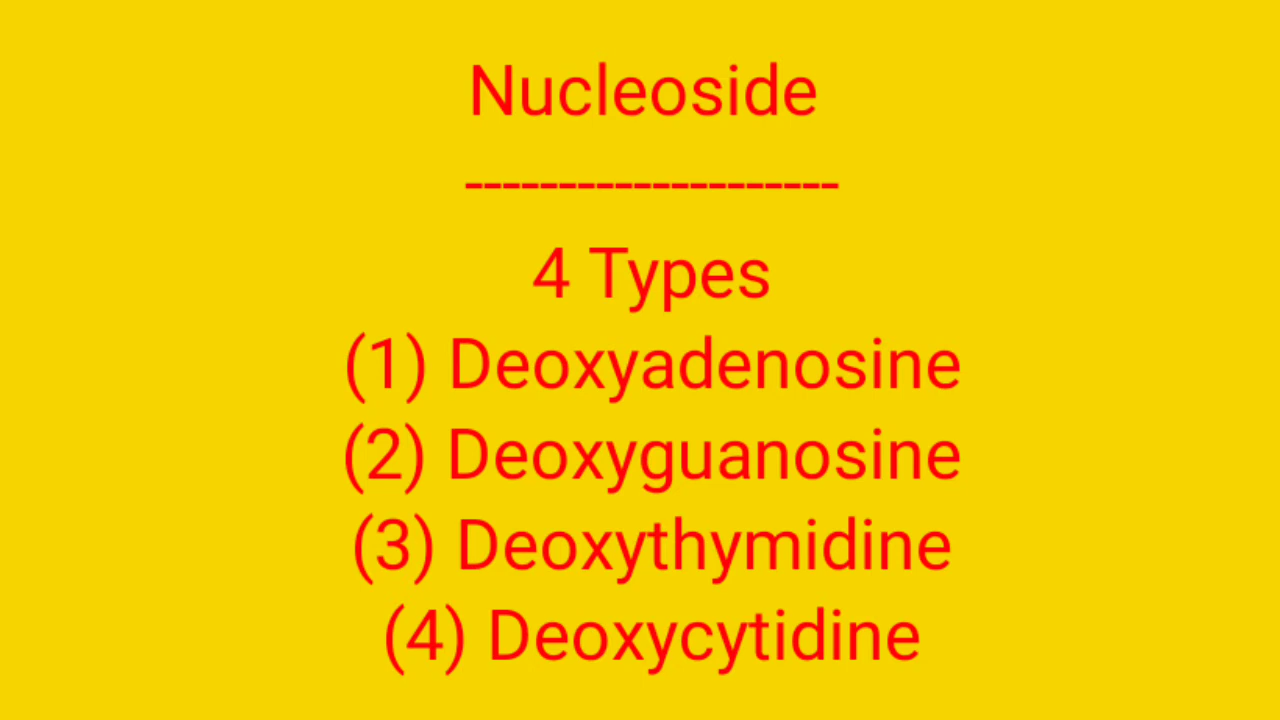 Nucleoside
--------------------
4 Types
(1) Deoxyadenosine
(2) Deoxyguanosine
(3) Deoxythymidine
(4) Deoxycytidine